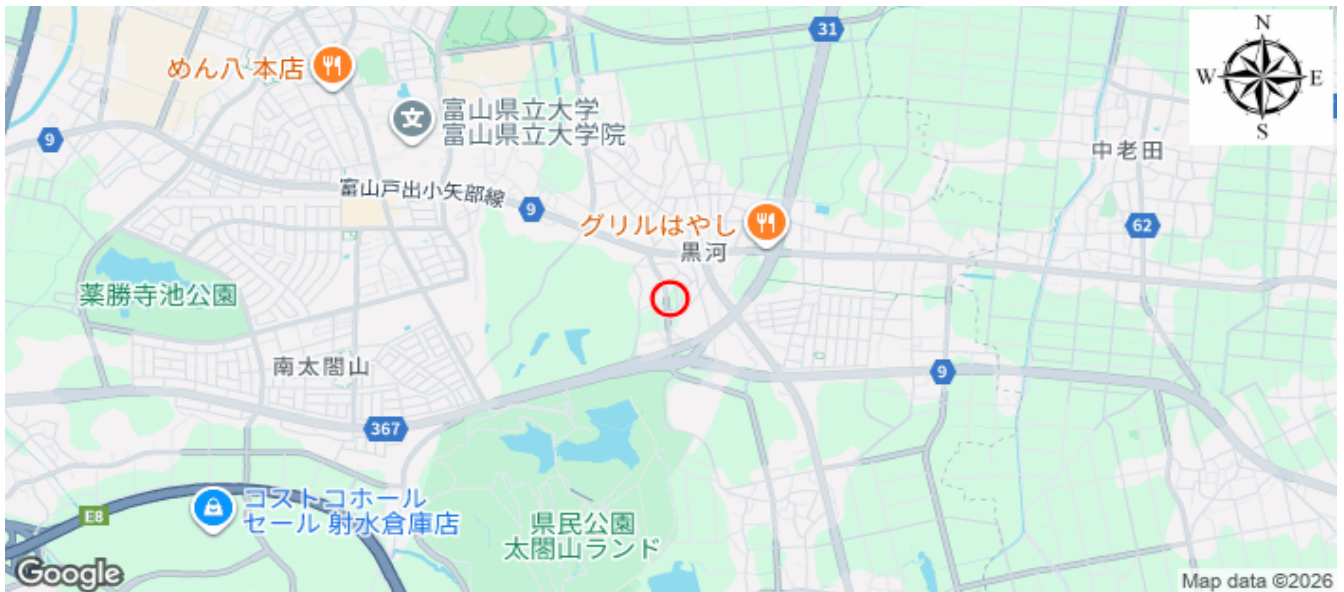 N
W
E
S
31
めん八 本店
富山県立大学
富山県立大学院
9
中老田
富山戸出小矢部線
9
グリルはやし
62
黒河
薬勝寺池公園
南太閤山
9
367
コストコホール
セール 射水倉庫店
E8
県民公園
太閤山ランド
Google
Map data ©2026